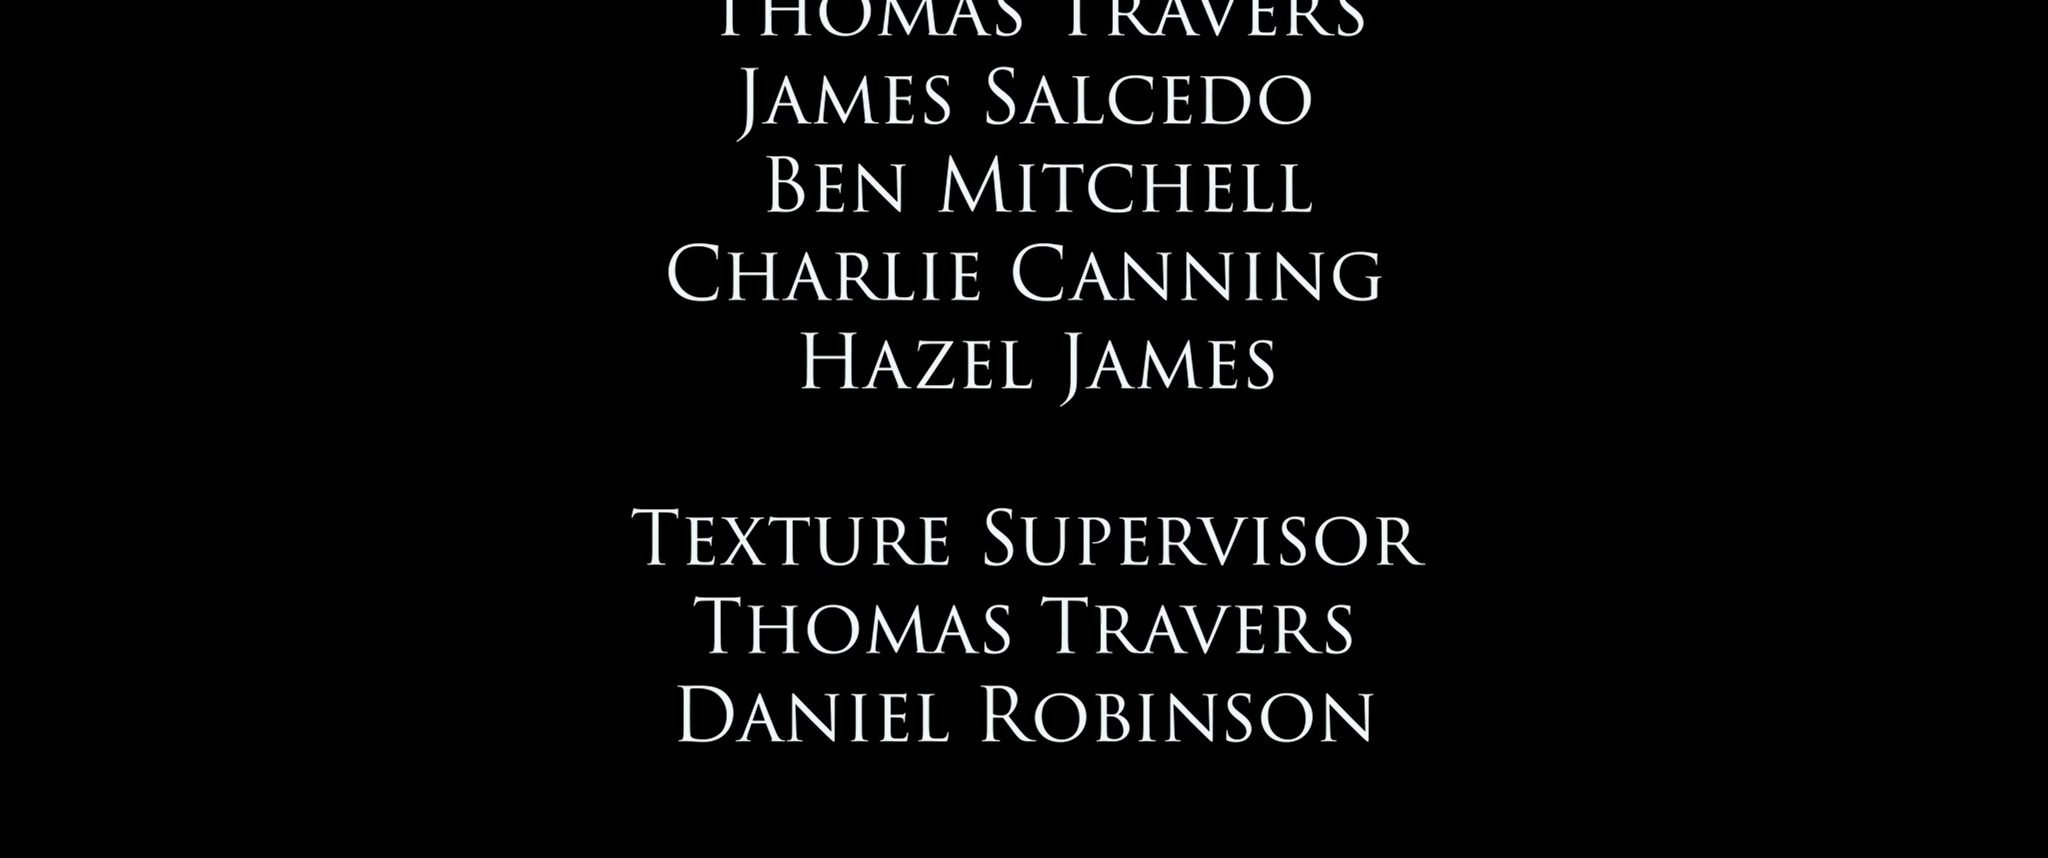 Thomas Travers
James Salcedo
Ben Mitchell
Charlie Canning
Hazel James
Texture Supervisor
Thomas Travers
Daniel Robinson